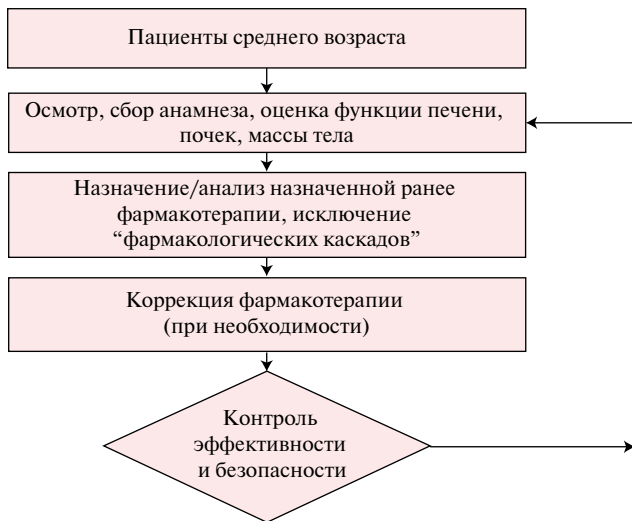 Пациенты среднего возраста
Осмотр, сбор анамнеза, оценка функции печени,
почек, массы тела
Назначение/анализ назначенной ранее
фармакотерапии, исключение
“фармакологических каскадов”
Коррекция фармакотерапии
(при необходимости)
Контроль
эффективности
и безопасности